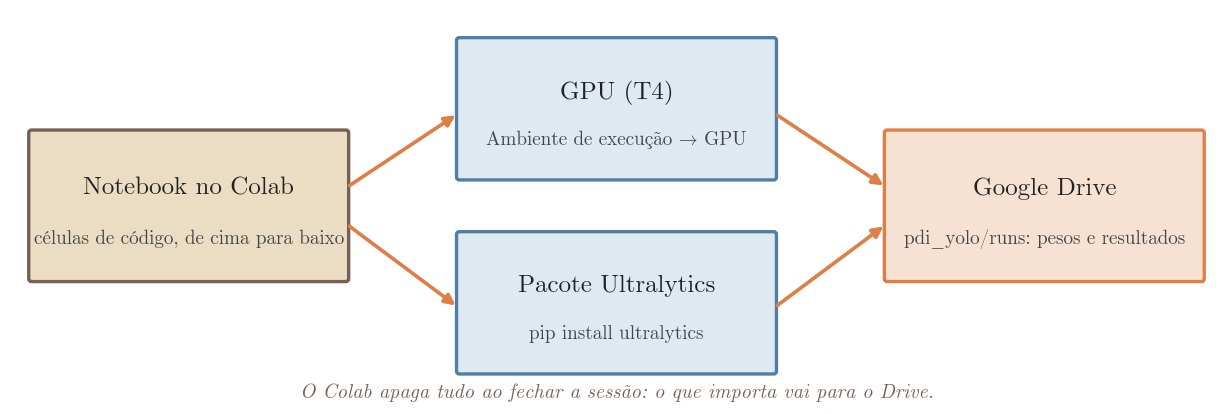 Notebook no Colab
células de código, de cima para baixo
GPU (T4)
Ambiente de execução → GPU
Pacote Ultralytics
pip install ultralytics
Google Drive
pdi_yolo/runs: pesos e resultados
O Colab apaga tudo ao fechar a sessão: o que importa vai para o Drive.